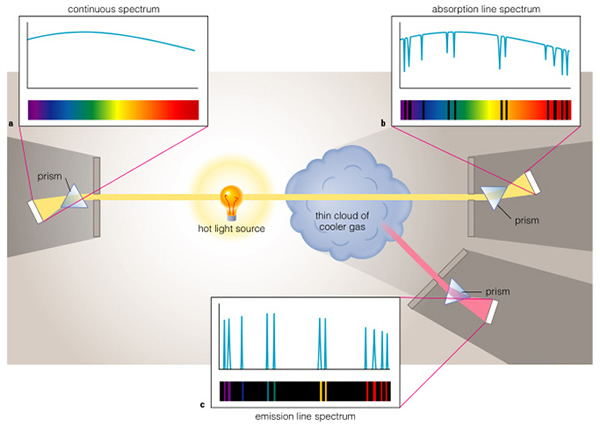 continuous spectrum
absorption line spectrum
a
b
prism
hot light source
thin cloud of
cooler gas
prism
prism
c
emission line spectrum